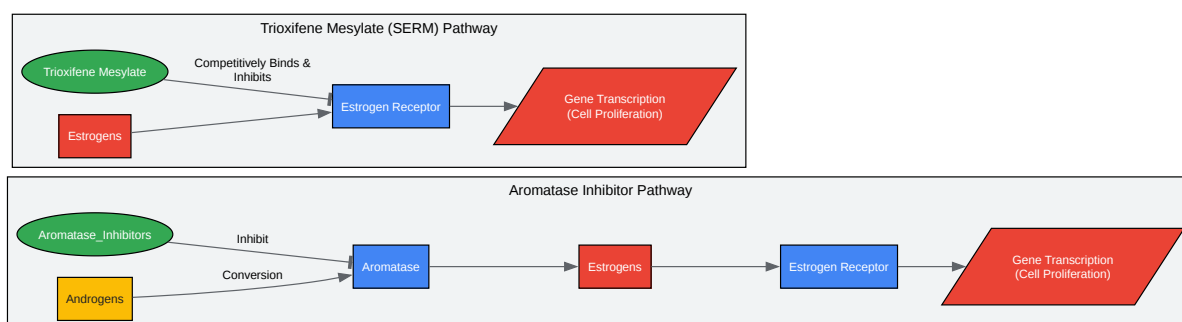 Trioxifene Mesylate (SERM) Pathway
Trioxifene Mesylate
Competitively Binds &
Inhibits
Estrogen Receptor
Gene Transcription
(Cell Proliferation)
Estrogens
Aromatase Inhibitor Pathway
Aromatase_Inhibitors
Inhibit
Aromatase
Estrogens
Estrogen Receptor
Gene Transcription
(Cell Proliferation)
Conversion
Androgens